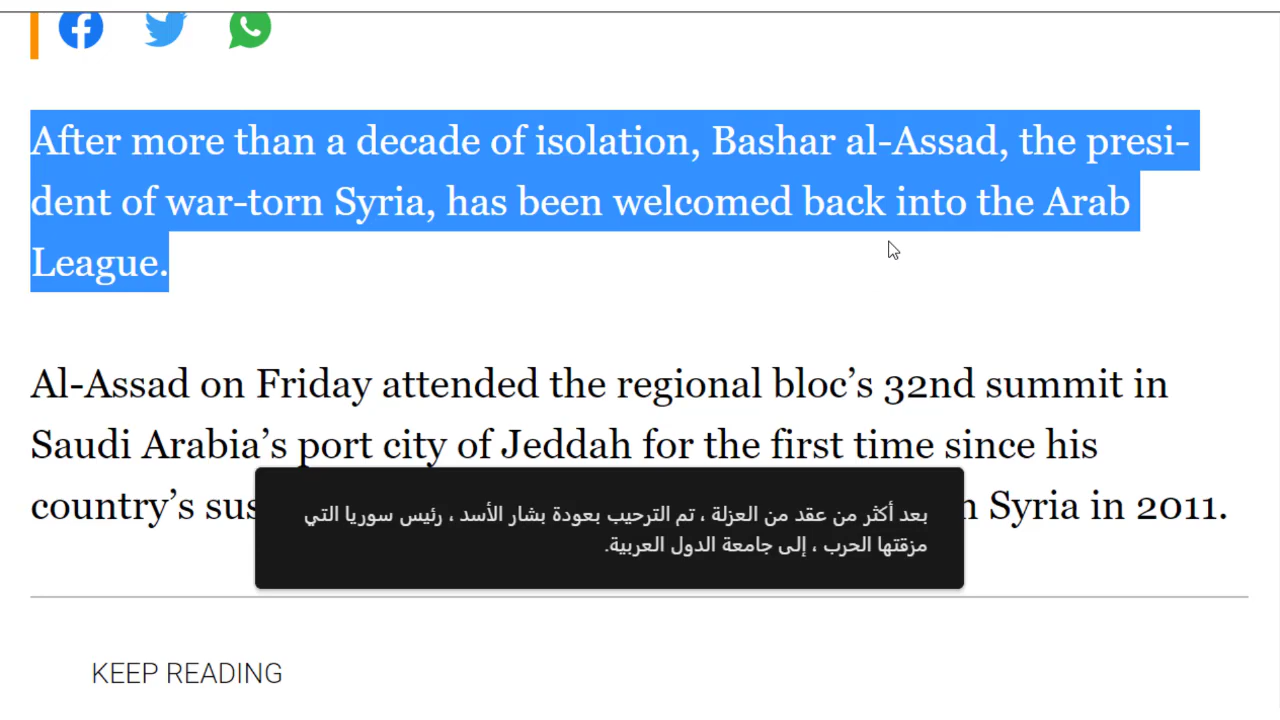 After more than a decade of isolation, Bashar al-Assad, the presi-
dent of war-torn Syria, has been welcomed back into the Arab
League.
Al-Assad on Friday attended the regional bloc’s 32nd summit in
Saudi Arabia’s port city of Jeddah for the first time since his
country’s Syria in 2011.
بعد أكثر من عقد من العزلة ، تم الترحيب بعودة بشار الأسد ، رئيس سوريا التي
مزقتها الحرب ، إلى جامعة الدول العربية.
KEEP READING